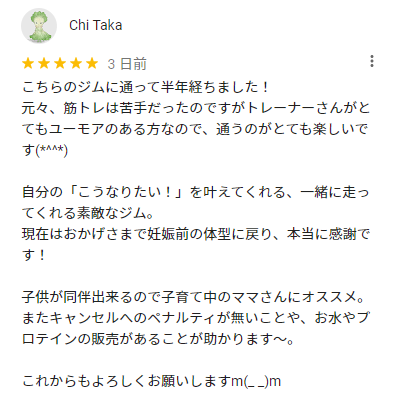 Chi Taka
3 日前
こちらのジムに通って半年経ちました！
元々、筋トレは苦手だったのですがトレーナーさんがと
てもユーモアのある方なので、通うのがとても楽しいで
す(*^^*)
自分の「こうなりたい！」を叶えてくれる、一緒に走っ
てくれる素敵なジム。
現在はおかげさまで妊娠前の体型に戻り、本当に感謝で
す！
子供が同伴出来るので子育て中のママさんにオススメ。
またキャンセルへのペナルティが無いことや、お水やプ
ロテインの販売があることが助かります〜。
これからもよろしくお願いしますm(_ _)m